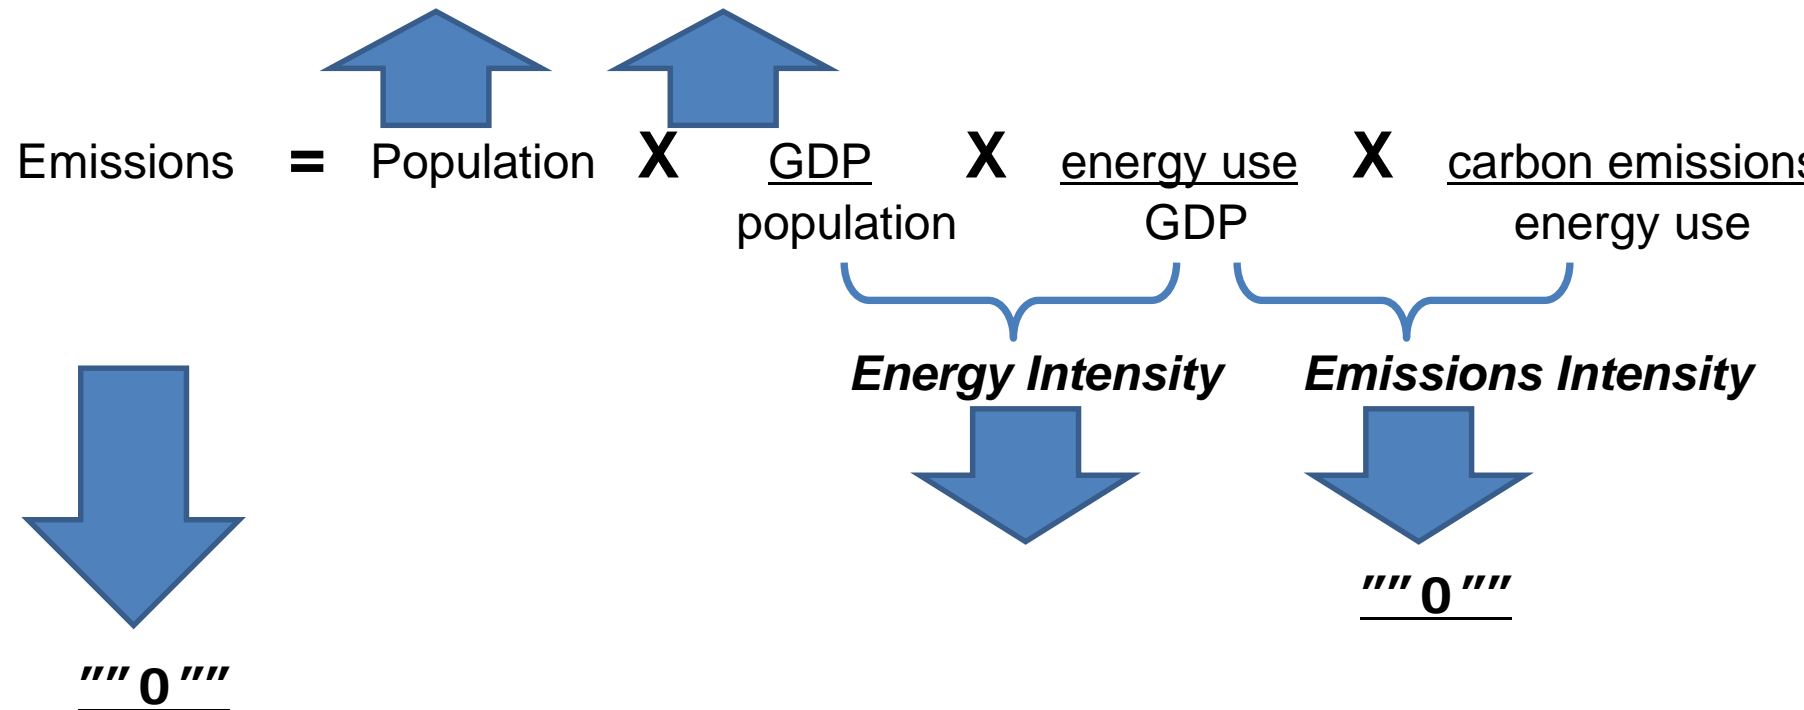 Emissions = Population X GDP X energy use X carbon emissions
population GDP energy use
Energy Intensity Emissions Intensity
""0""
""0""